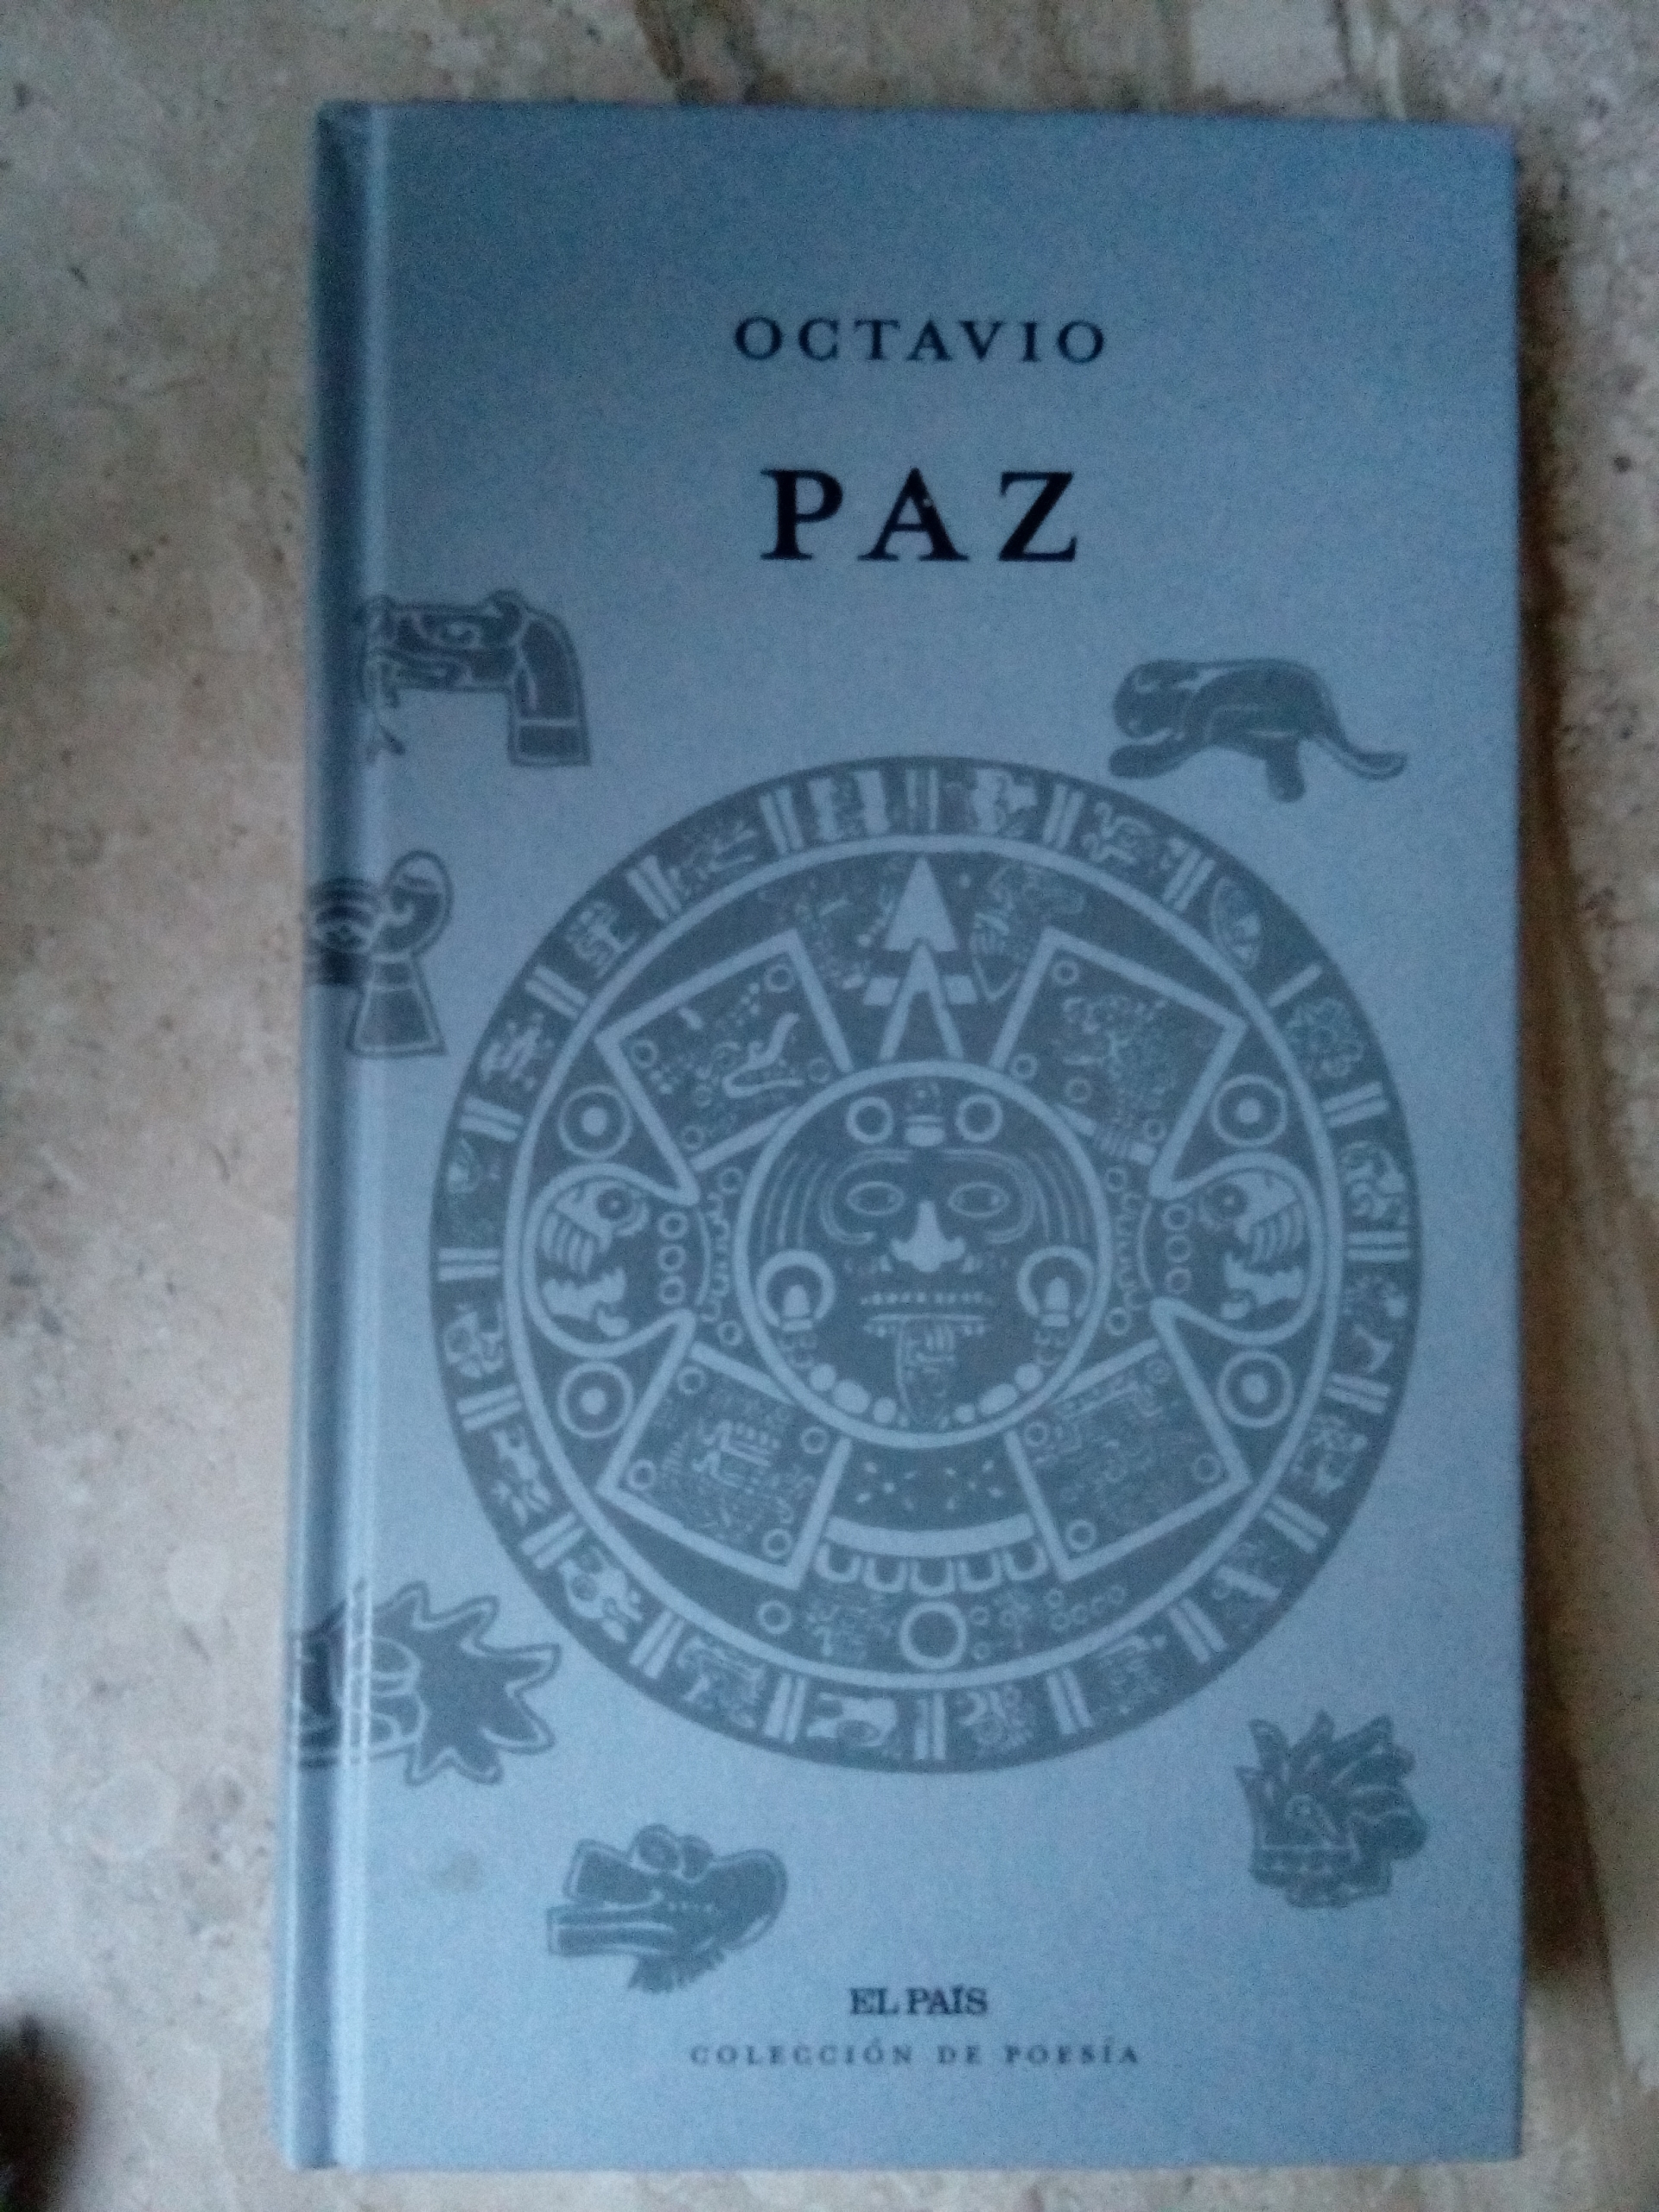 OCTAVIO
PAZ
EL PAÍS
COLECCIÓN DE POESÍA